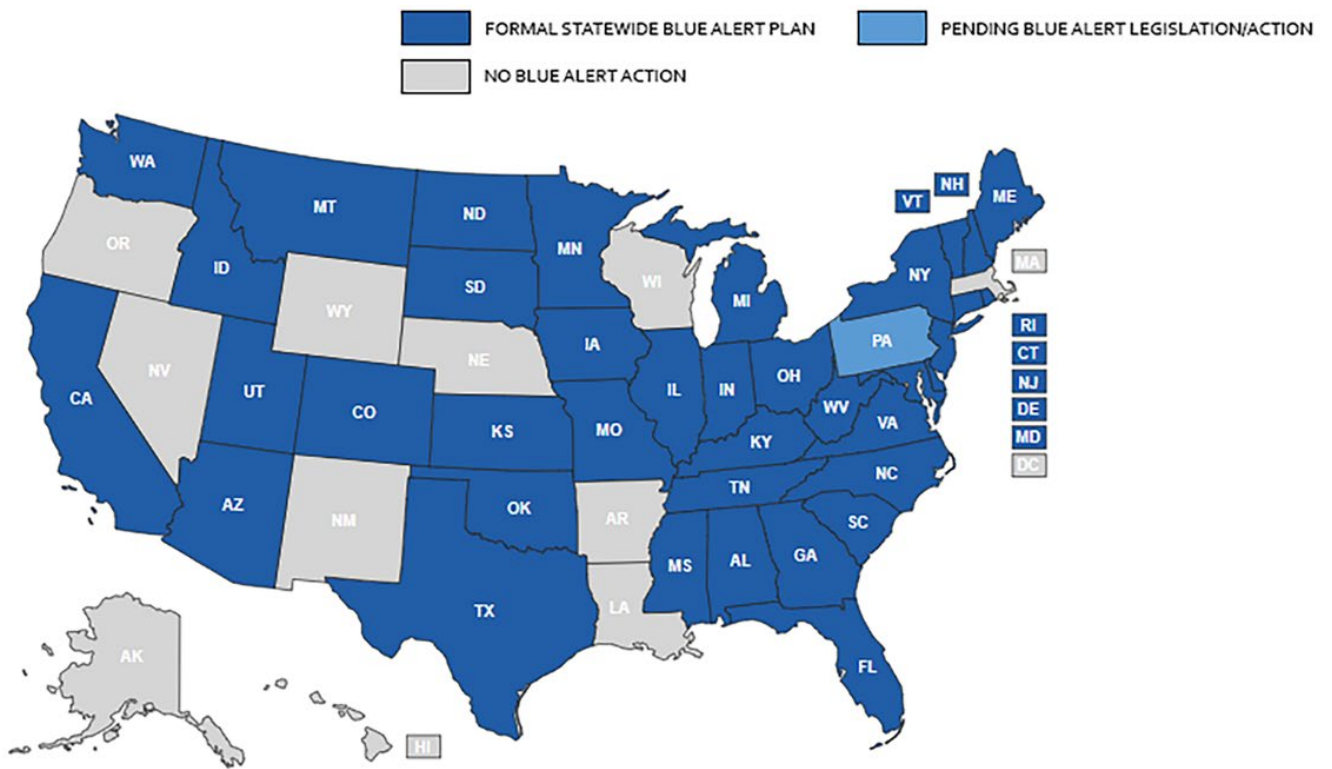 FORMAL STATEWIDE BLUE ALERT PLAN
PENDING BLUE ALERT LEGISLATION/ACTION
NO BLUE ALERT ACTION
WA
MT
ND
MN
OR
ID
WY
SD
WI
MI
NY
VT
NH
ME
MA
RI
CT
NJ
DE
MD
DC
NV
CA
UT
CO
NE
IA
IL
IN
OH
PA
WV
VA
KS
MO
KY
AZ
NM
OK
AR
TN
NC
SC
TX
LA
MS
AL
GA
FL
AK
HI